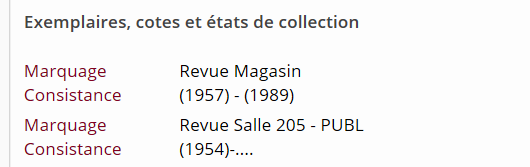 Exemplaires, cotes et états de collection
Marquage Revue Magasin
Consistance (1957) - (1989)
Marquage Revue Salle 205 - PUBL
Consistance (1954)-....